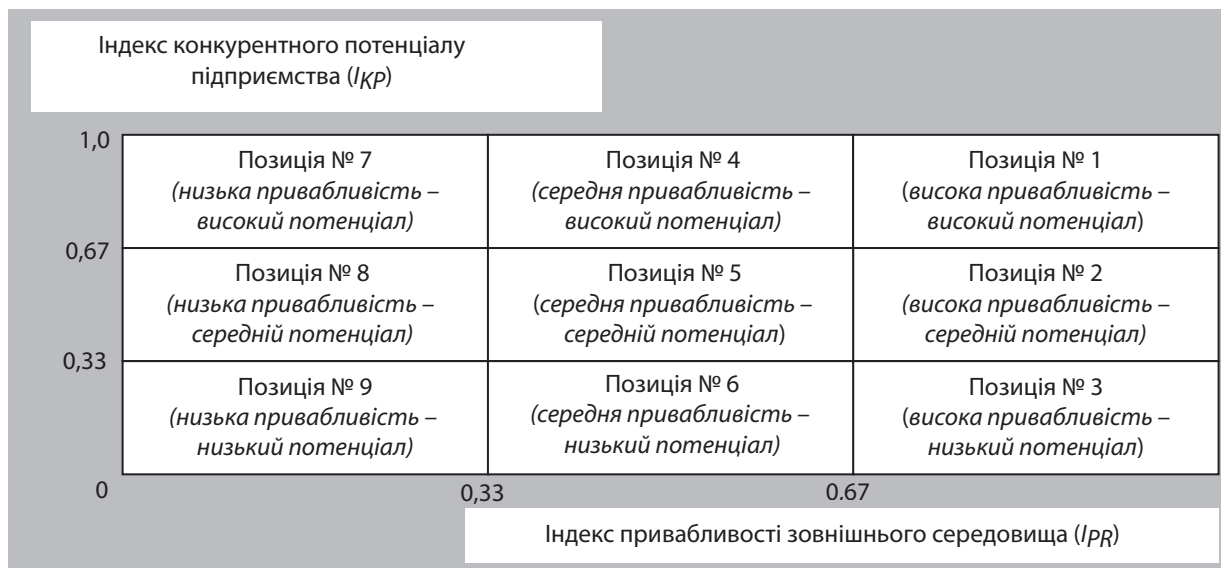 Індекс конкурентного потенціалу
підприємства (IKP)
1,0
Позиція № 7
(низька привабливість –
високий потенціал)
Позиція № 4
(середня привабливість –
високий потенціал)
Позиція № 1
(висока привабливість –
високий потенціал)
0,67
Позиція № 8
(низька привабливість –
середній потенціал)
Позиція № 5
(середня привабливість –
середній потенціал)
Позиція № 2
(висока привабливість –
середній потенціал)
0,33
Позиція № 9
(низька привабливість –
низький потенціал)
Позиція № 6
(середня привабливість –
низький потенціал)
Позиція № 3
(висока привабливість –
низький потенціал)
0
0,33
0.67
Індекс привабливості зовнішнього середовища (IPR)